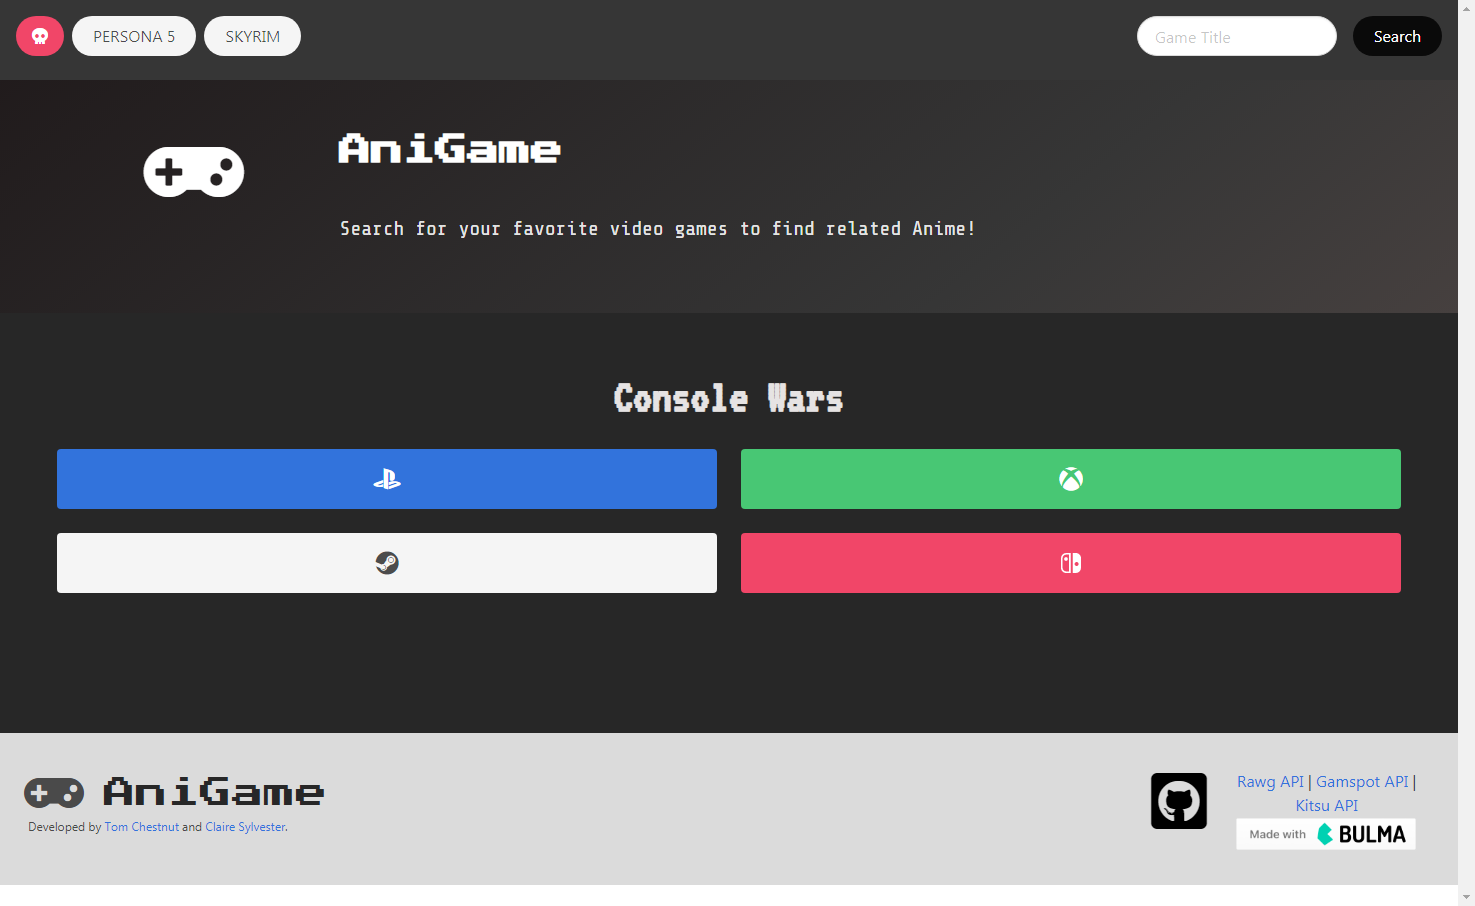 PERSONA 5
SKYRIM
Game Title
Search
AniGame
Search for your favorite video games to find related Anime!
Console Wars
AniGame
Developed by Tom Chestnut and Claire Sylvester.
Rawg API | Gamspot API |
Kitsu API
Made with BULMA